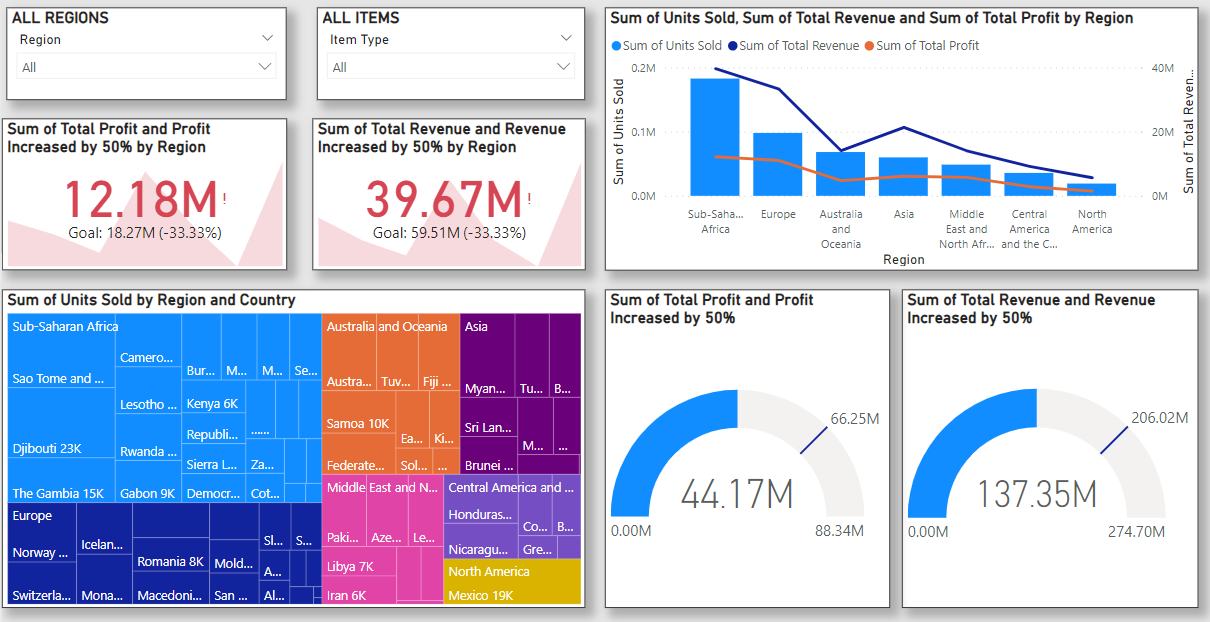 ALL REGIONS
Region
All
ALL ITEMS
Item Type
All
Sum of Units Sold, Sum of Total Revenue and Sum of Total Profit by Region
Sum of Units Sold Sum of Total Revenue Sum of Total Profit
0.2M
0.1M
0.0M
Sum of Units Sold
40M
20M
0M
Sum of Total Reven...
Sub-Saha...
Africa
Europe
Australia
and
Oceania
Asia
Middle
East and
North Afr...
Central
America
and the C...
North
America
Region
Sum of Total Profit and Profit
Increased by 50% by Region
12.18M!
Goal: 18.27M (-33.33%)
Sum of Total Revenue and Revenue
Increased by 50% by Region
39.67M!
Goal: 59.51M (-33.33%)
Sum of Units Sold by Region and Country
Sub-Saharan Africa
Sao Tome and ...
Djibouti 23K
The Gambia 15K
Camero...
Lesotho ...
Rwanda ...
Gabon 9K
Bur...
M...
M...
Se...
Kenya 6K
Republi...
Sierra L...
Democr...
......
Za...
Cot...
Europe
Norway ...
Switzerla...
Icelan...
Mona...
Romania 8K
Macedoni...
Mold...
San ...
Sl...
S...
A...
Al...
Australia and Oceania
Austra...
Tuv...
Fiji ...
Samoa 10K
Federate...
Ea...
Ki...
Sol...
...
Asia
Myan...
Tu...
B...
Sri Lan...
Brunei ...
M...
...
Middle East and N...
Paki...
Aze...
Le...
Libya 7K
Iran 6K
Central America and ...
Honduras...
Nicaragu...
Co...
B...
Gre...
North America
Mexico 19K
Sum of Total Profit and Profit
Increased by 50%
66.25M
44.17M
0.00M
88.34M
Sum of Total Revenue and Revenue
Increased by 50%
206.02M
137.35M
0.00M
274.70M